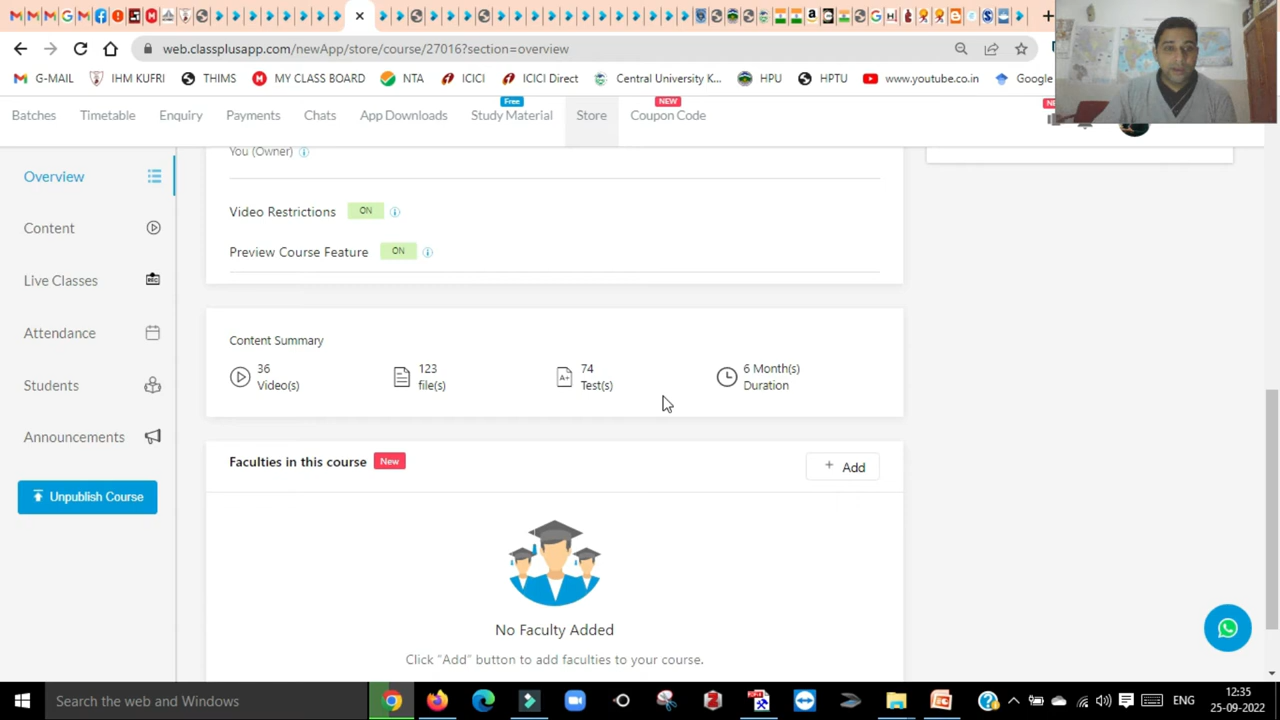 web.classplusapp.com/newApp/store/course/27016?section=overview
G-MAIL IHM KUFRI THIMS MY CLASS BOARD NTA ICICI ICICI Direct Central University K... HPU HPTU www.youtube.co.in Google
Free NEW
Batches Timetable Enquiry Payments Chats App Downloads Study Material Store Coupon Code
Overview
Content
Live Classes
Attendance
Students
Announcements
Unpublish Course
You (Owner)
Video Restrictions ON
Preview Course Feature ON
Content Summary
36 123 74 6 Month(s)
Video(s) file(s) Test(s) Duration
Faculties in this course New + Add
No Faculty Added
Click “Add” button to add faculties to your course.
Search the web and Windows
ENG
12:35
25-09-2022